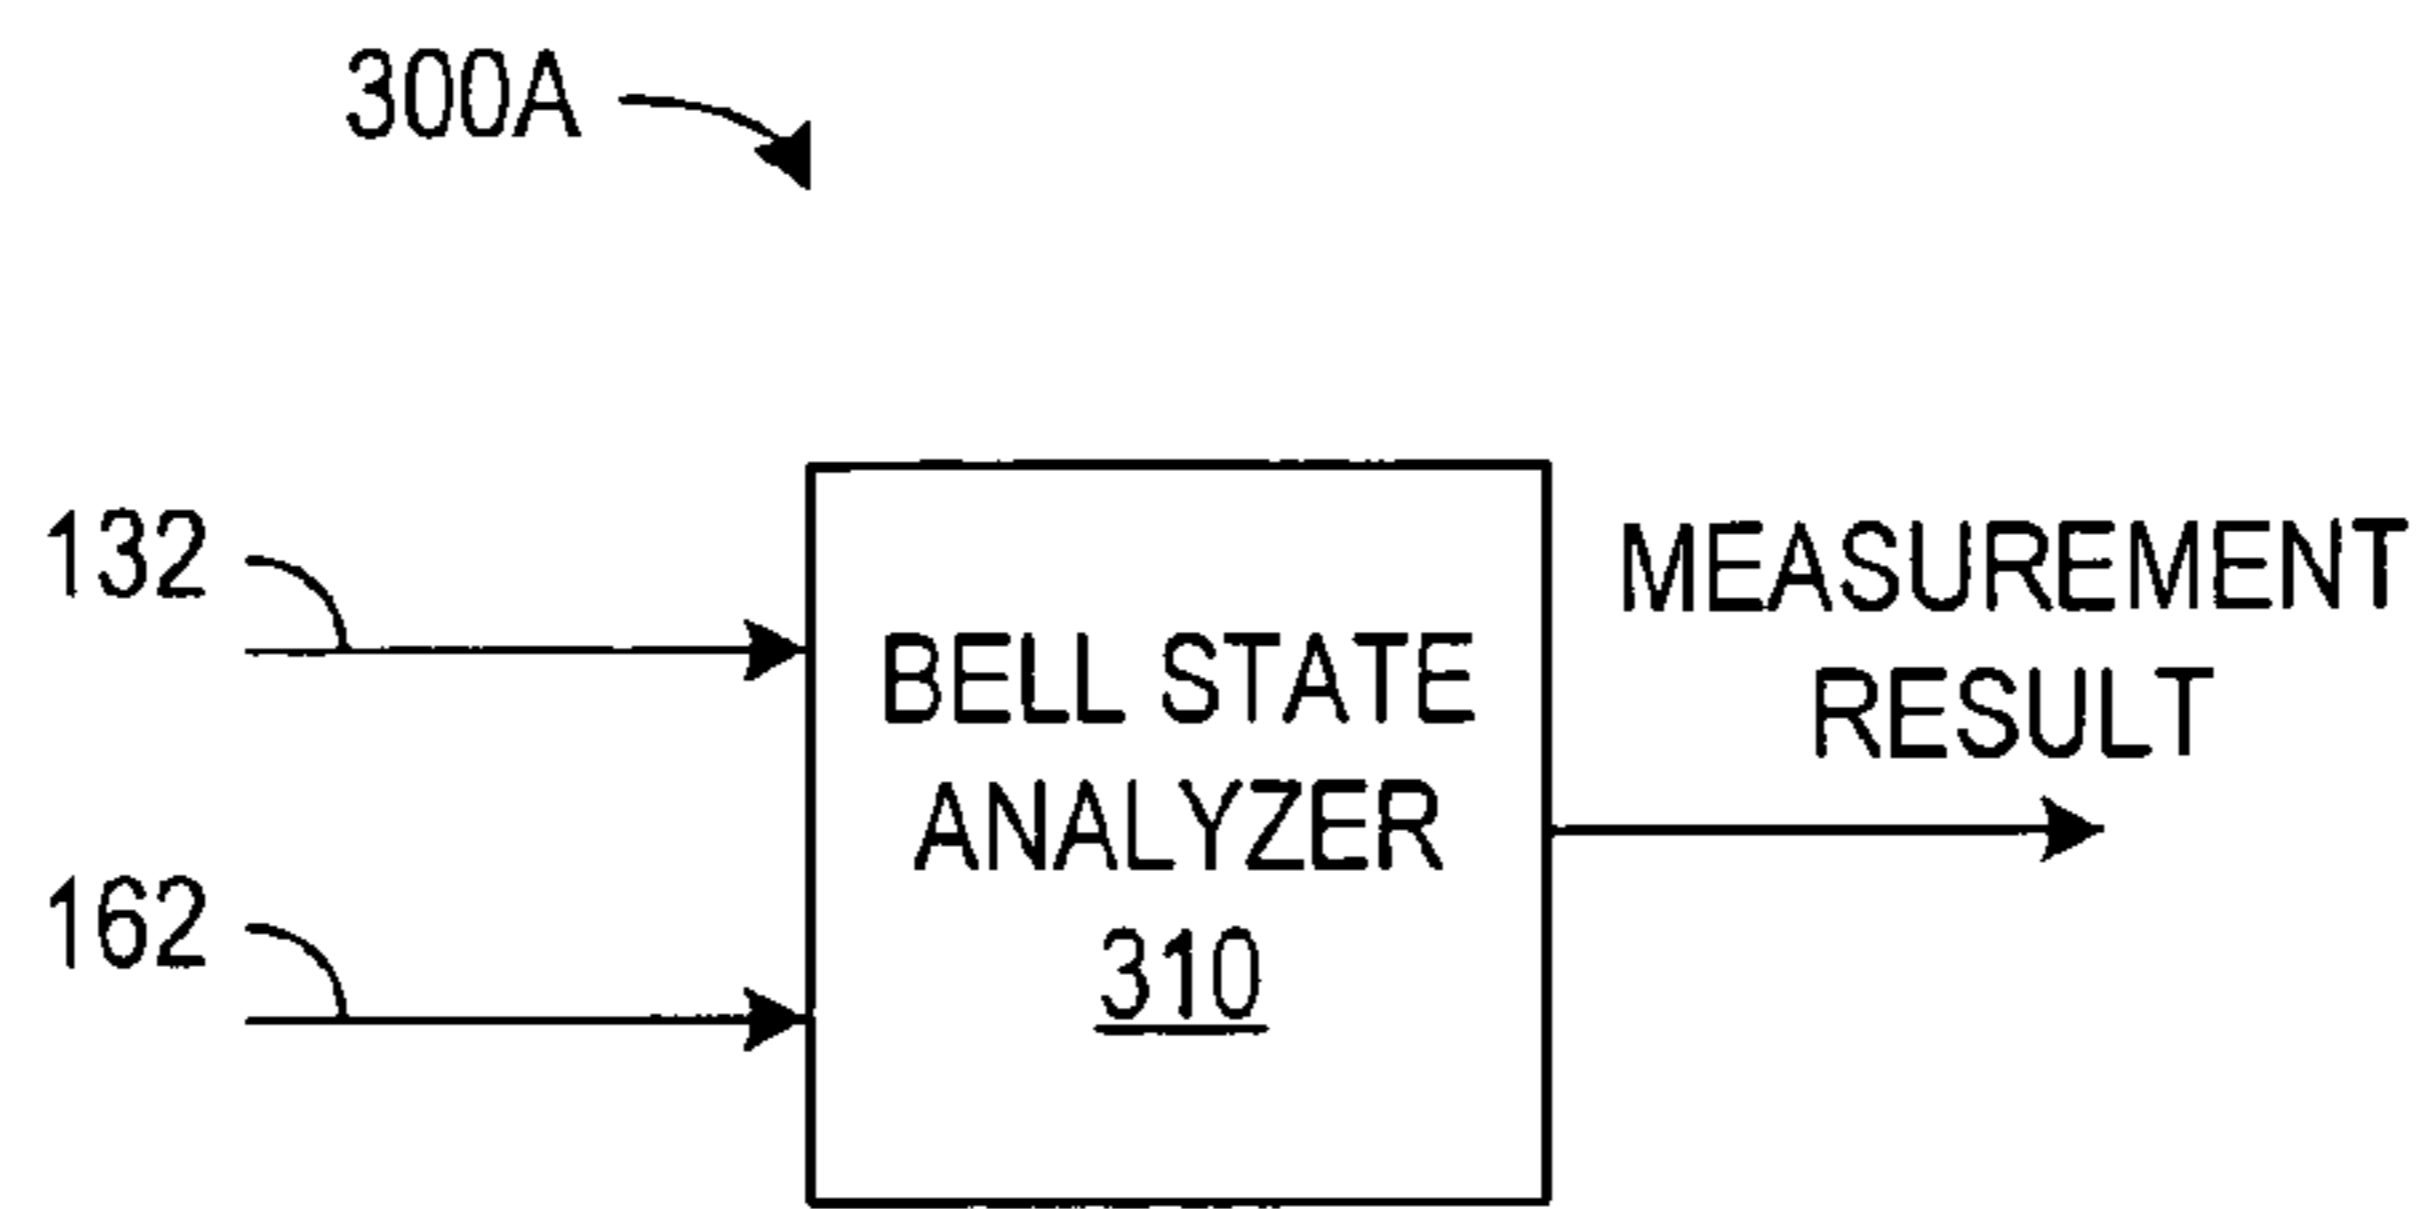 300A
132
162
BELL STATE
ANALYZER
310
MEASUREMENT
RESULT